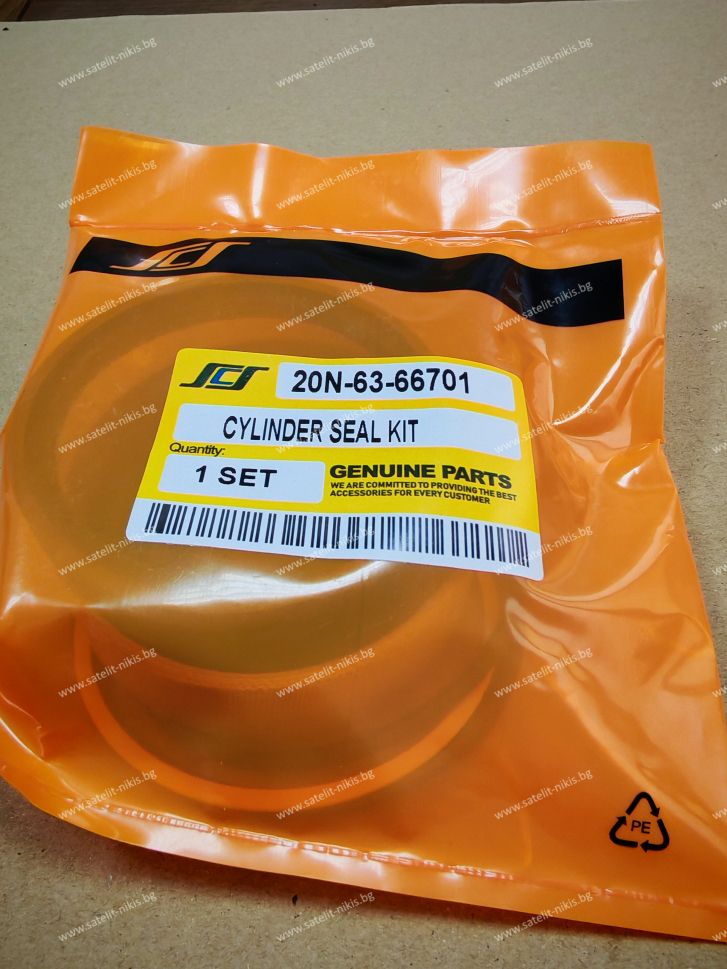 SCS
SCS
20N-63-66701
CYLINDER SEAL KIT
Quantity:
1 SET
GENUINE PARTS
WE ARE COMMITTED TO PROVIDING THE BEST
ACCESSORIES FOR EVERY CUSTOMER
PE
www.satelit-nikis.bg